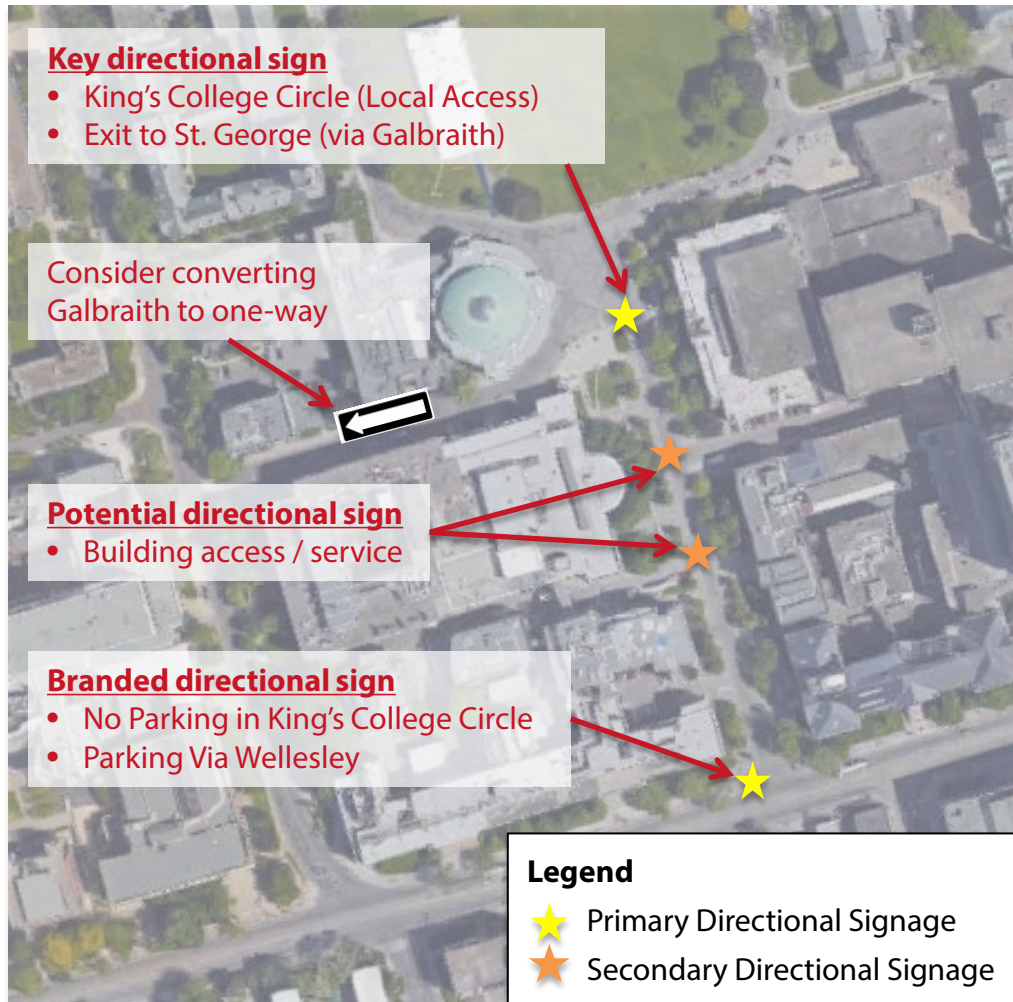 Key directional sign
• King’s College Circle (Local Access)
• Exit to St. George (via Galbraith)
Consider converting
Galbraith to one-way
Potential directional sign
• Building access / service
Branded directional sign
• No Parking in King’s College Circle
• Parking Via Wellesley
Legend
Primary Directional Signage
Secondary Directional Signage